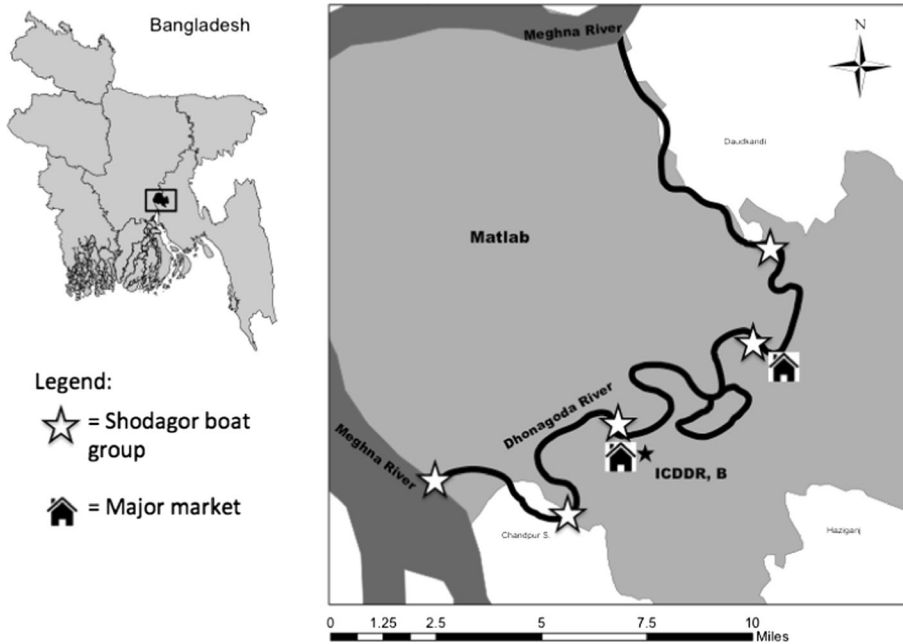 Bangladesh
Legend:
= Shodagor boat
group
= Major market
Meghna River
N
Daudkandi
Matlab
Dhonagoda River
Meghna River
ICDDR, B
Chandpur S.
Haziganj
0 1.25 2.5 5 7.5 10
Miles